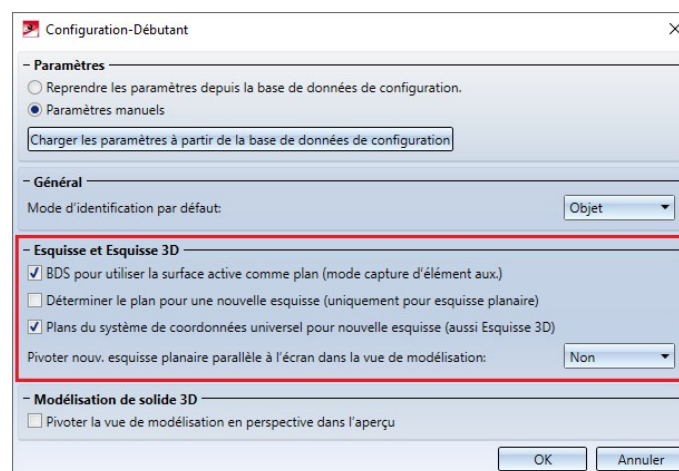 Configuration-Débutant
Paramètres
Reprendre les paramètres depuis la base de données de configuration.
Paramètres manuels
Charger les paramètres à partir de la base de données de configuration
Général
Mode d'identification par défaut: Objet
Esquisse et Esquisse 3D
BDS pour utiliser la surface active comme plan (mode capture d'élément aux.)
Déterminer le plan pour une nouvelle esquisse (uniquement pour esquisse planaire)
Plans du système de coordonnées universel pour nouvelle esquisse (aussi Esquisse 3D)
Pivoter nouv. esquisse planaire parallèle à l'écran dans la vue de modélisation: Non
Modélisation de solide 3D
Pivoter la vue de modélisation en perspective dans l'aperçu
OK Annuler